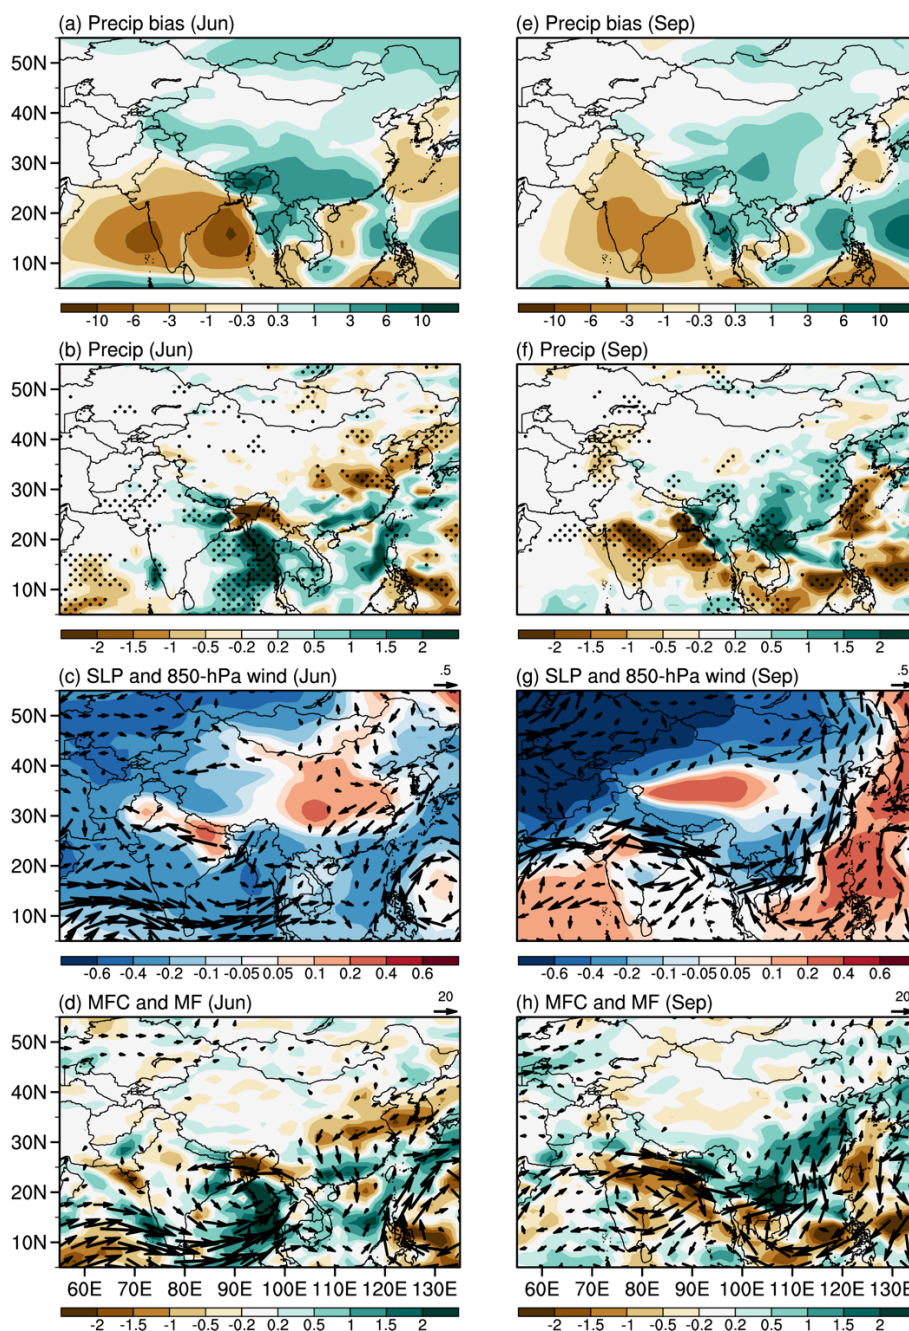 (a) Precip bias (Jun)
50N
40N
30N
20N
10N
-10 -6 -3 -1 -0.3 0.3 1 3 6 10
(e) Precip bias (Sep)
-10 -6 -3 -1 -0.3 0.3 1 3 6 10
(b) Precip (Jun)
50N
40N
30N
20N
10N
-2 -1.5 -1 -0.5 -0.2 0.2 0.5 1 1.5 2
(f) Precip (Sep)
-2 -1.5 -1 -0.5 -0.2 0.2 0.5 1 1.5 2
(c) SLP and 850-hPa wind (Jun) .5
50N
40N
30N
20N
10N
-0.6 -0.4 -0.2 -0.1 -0.05 0.05 0.1 0.2 0.4 0.6
(g) SLP and 850-hPa wind (Sep) .5
-0.6 -0.4 -0.2 -0.1 -0.05 0.05 0.1 0.2 0.4 0.6
(d) MFC and MF (Jun) 20
50N
40N
30N
20N
10N
60E 70E 80E 90E 100E 110E 120E 130E
-2 -1.5 -1 -0.5 -0.2 0.2 0.5 1 1.5 2
(h) MFC and MF (Sep) 20
60E 70E 80E 90E 100E 110E 120E 130E
-2 -1.5 -1 -0.5 -0.2 0.2 0.5 1 1.5 2